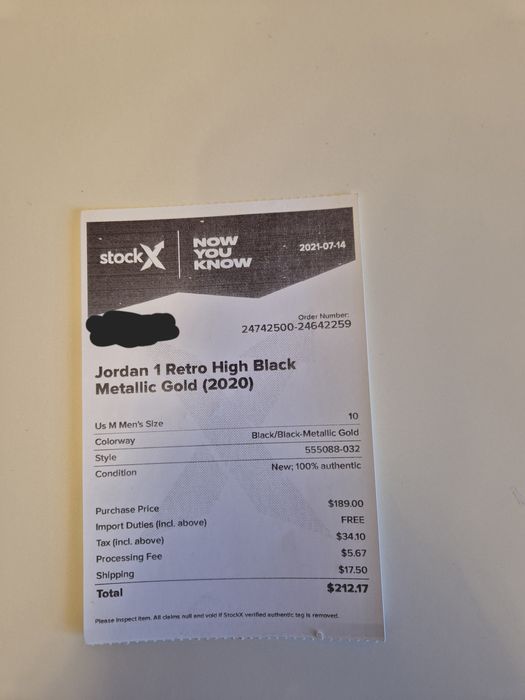 stockX
NOW
YOU
KNOW
2021-07-14
Order Number:
24742500-24642259
Jordan 1 Retro High Black
Metallic Gold (2020)
Us M Men's Size 10
Colorway Black/Black-Metallic Gold
Style 555088-032
Condition New; 100% authentic
Purchase Price $189.00
Import Duties (incl. above) FREE
Tax (incl. above) $34.10
Processing Fee $5.67
Shipping $17.50
Total $212.17
Please inspect item. All claims null and void if StockX verified authentic tag is removed.